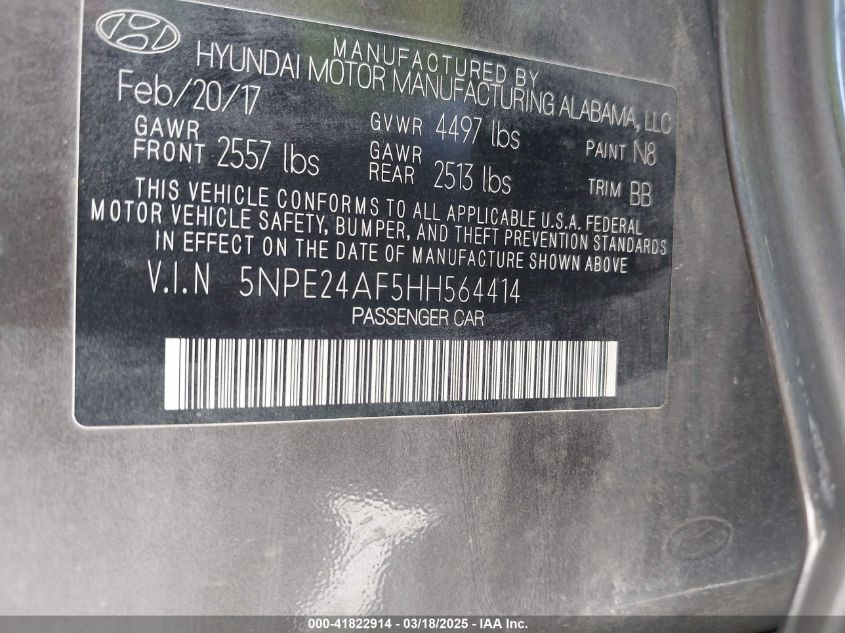 MANUFACTURED BY
HYUNDAI MOTOR MANUFACTURING ALABAMA, LLC
Feb/20/17
GAWR FRONT 2557 lbs
GVWR 4497 lbs
GAWR REAR 2513 lbs
PAINT N8
TRIM BB
THIS VEHICLE CONFORMS TO ALL APPLICABLE U.S.A. FEDERAL
MOTOR VEHICLE SAFETY, BUMPER, AND THEFT PREVENTION STANDARDS
IN EFFECT ON THE DATE OF MANUFACTURE SHOWN ABOVE
V.I.N 5NPE24AF5HH564414
PASSENGER CAR
000-41822914 - 03/18/2025 - IAA Inc.